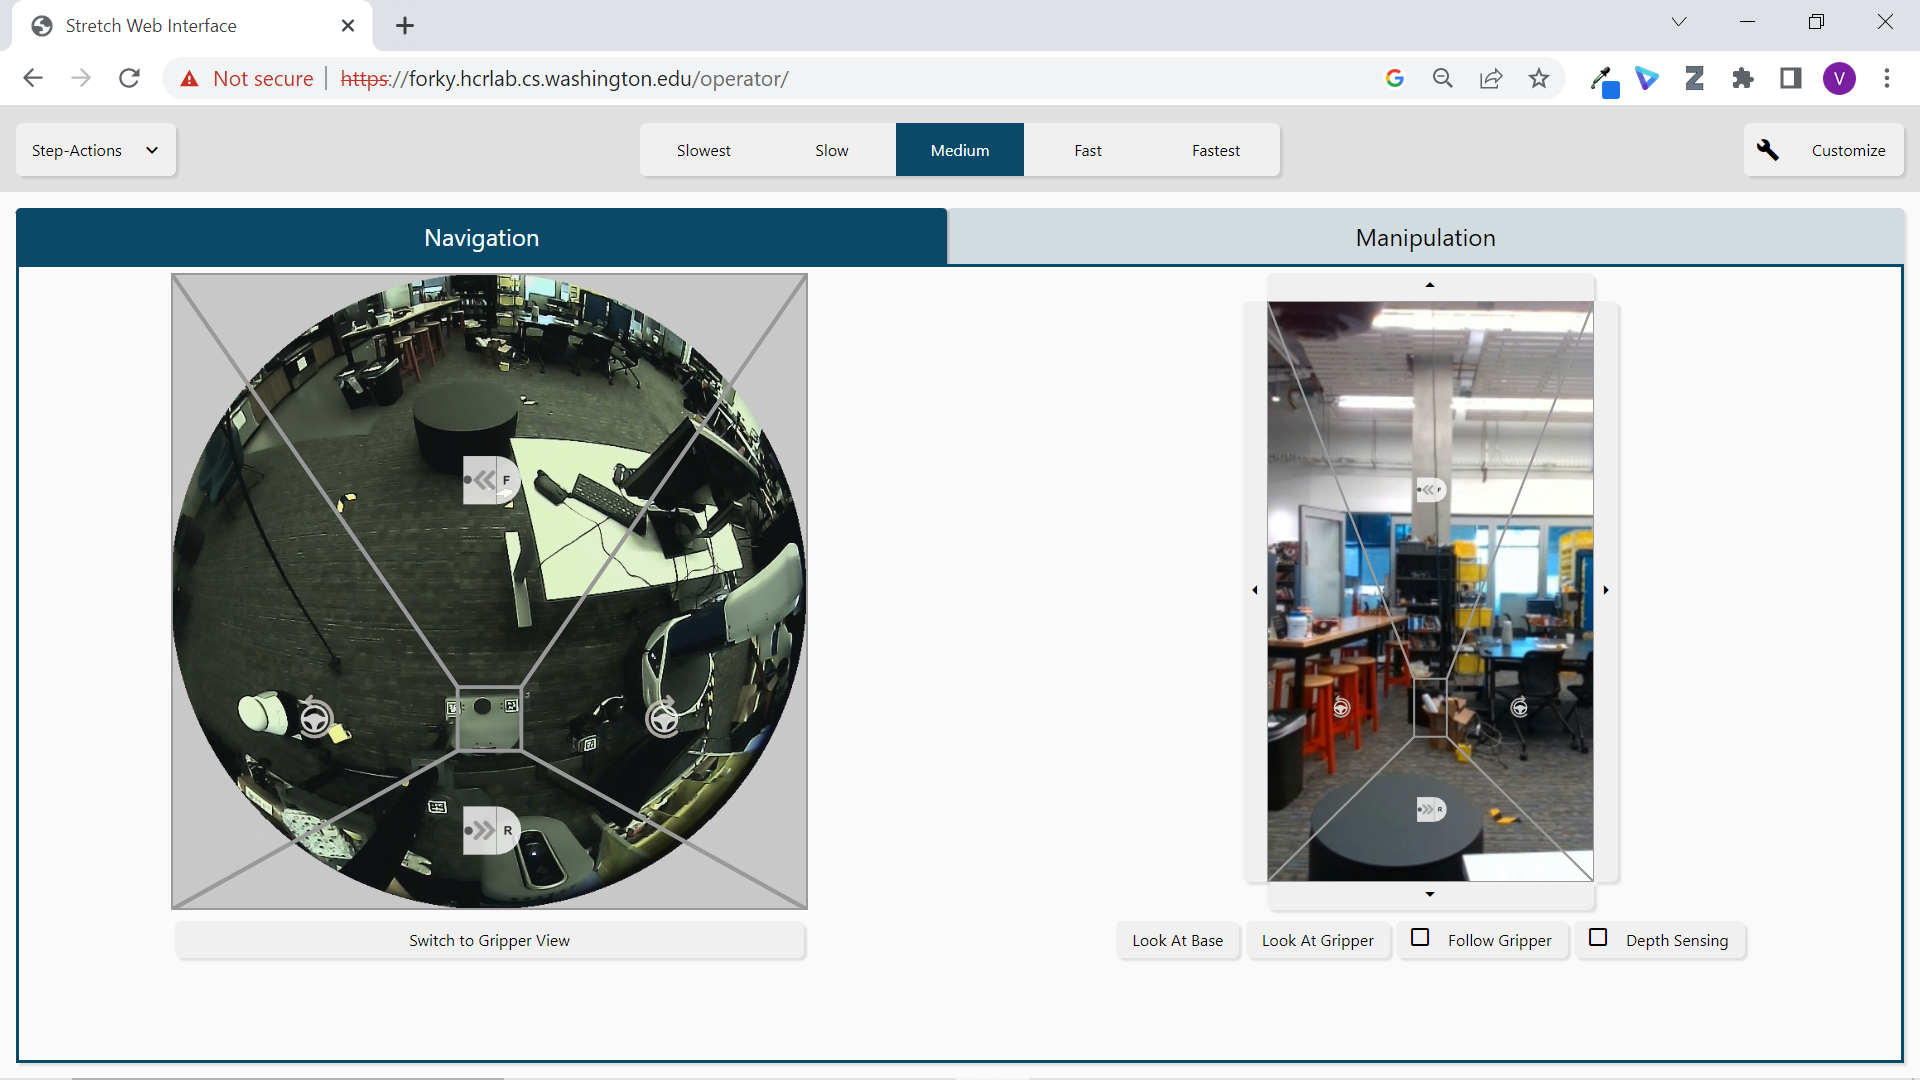 Stretch Web Interface
Not secure | https://forky.hcrlab.cs.washington.edu/operator/
V
Step-Actions
Slowest
Slow
Medium
Fast
Fastest
Customize
Navigation
Manipulation
F
R
F
R
Switch to Gripper View
Look At Base
Look At Gripper
Follow Gripper
Depth Sensing